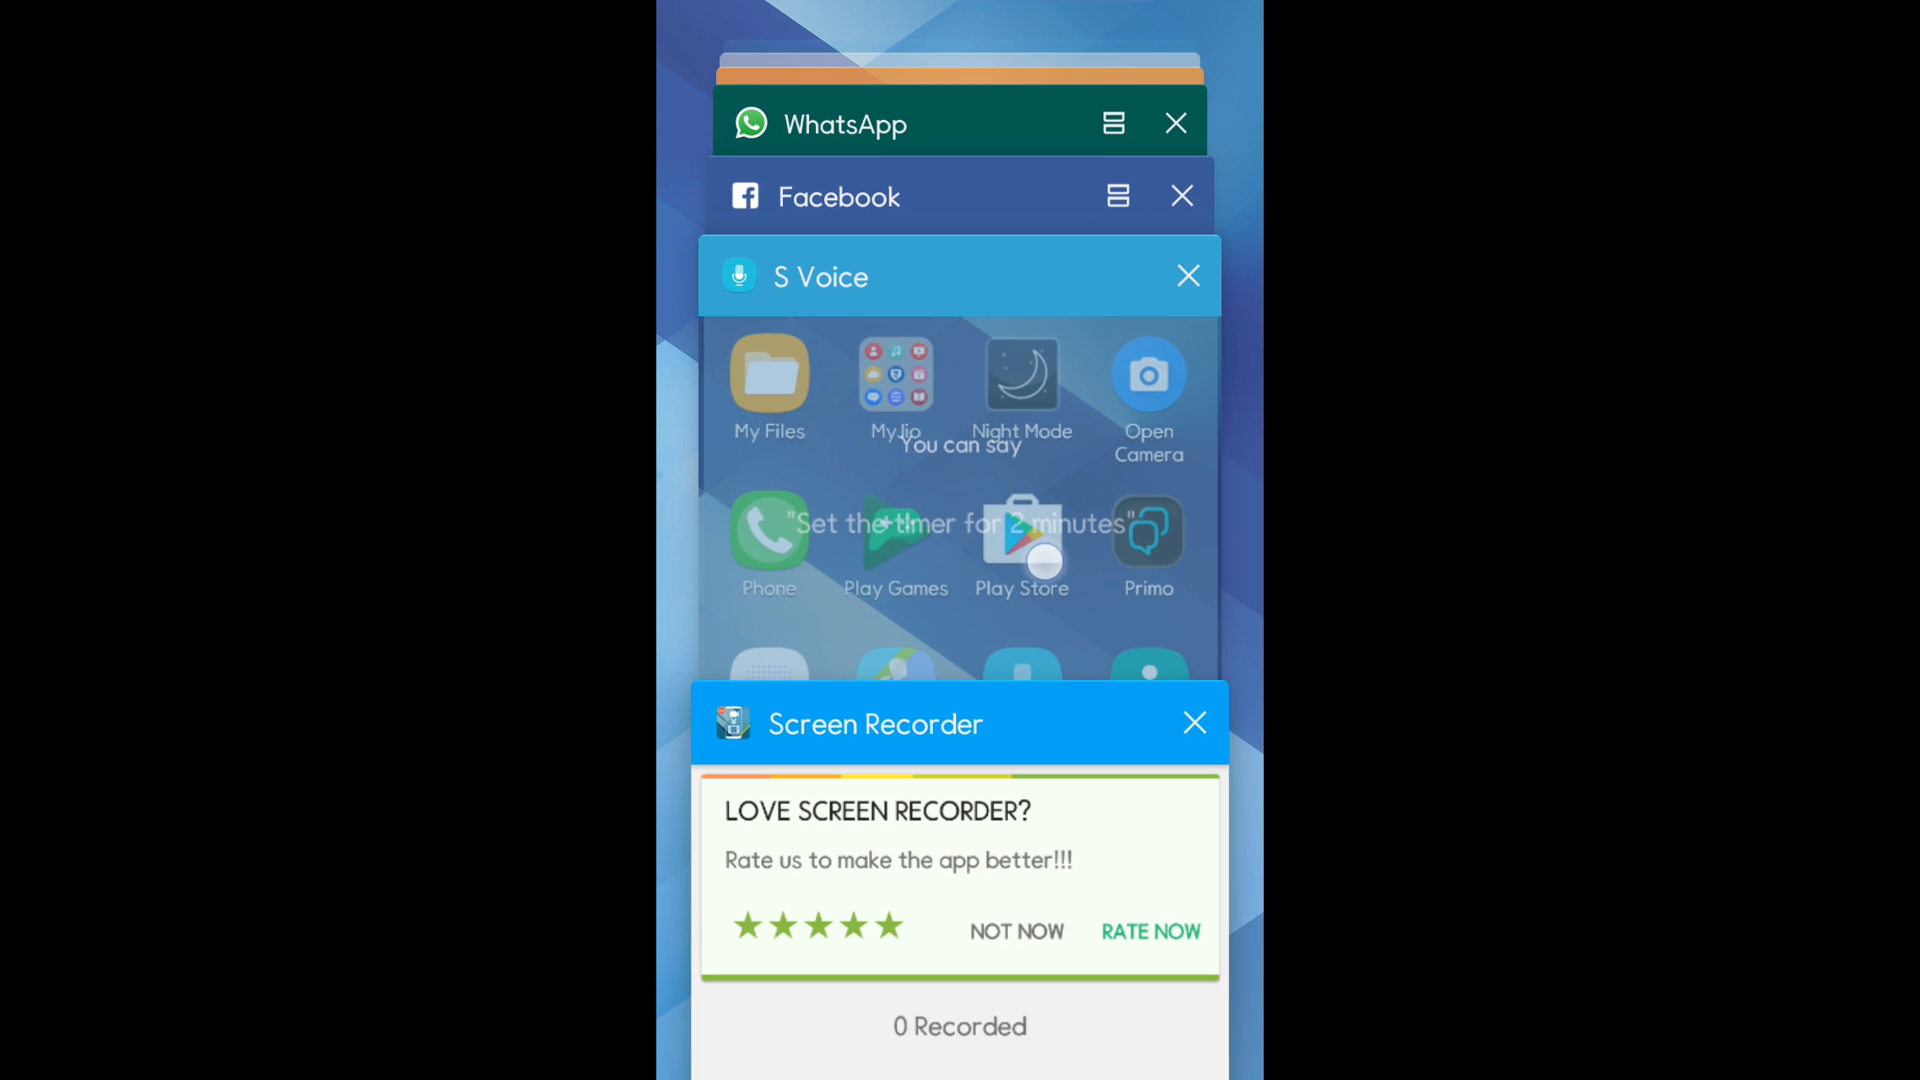 WhatsApp
Facebook
S Voice
My Files
MyJio
Night Mode
Open
Camera
You can say
"Set the timer for 2 minutes"
Phone
Play Games
Play Store
Primo
Screen Recorder
LOVE SCREEN RECORDER?
Rate us to make the app better!!!
NOT NOW
RATE NOW
0 Recorded